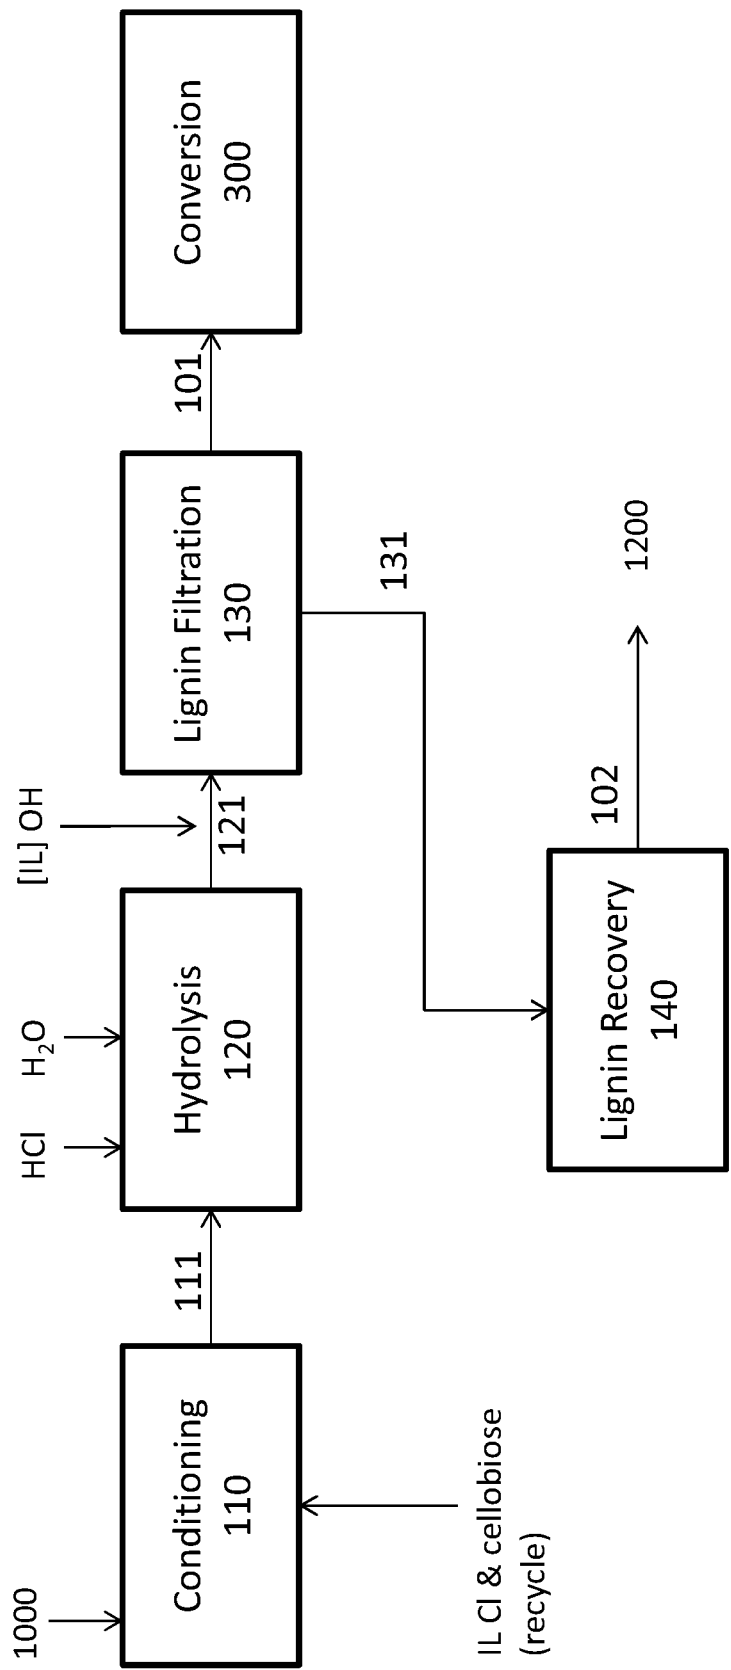 1000
Conditioning
110
IL Cl & cellobiose
(recycle)
111
HCl
H₂O
Hydrolysis
120
[IL] OH
121
Lignin Filtration
130
101
Conversion
300
131
Lignin Recovery
140
102
1200